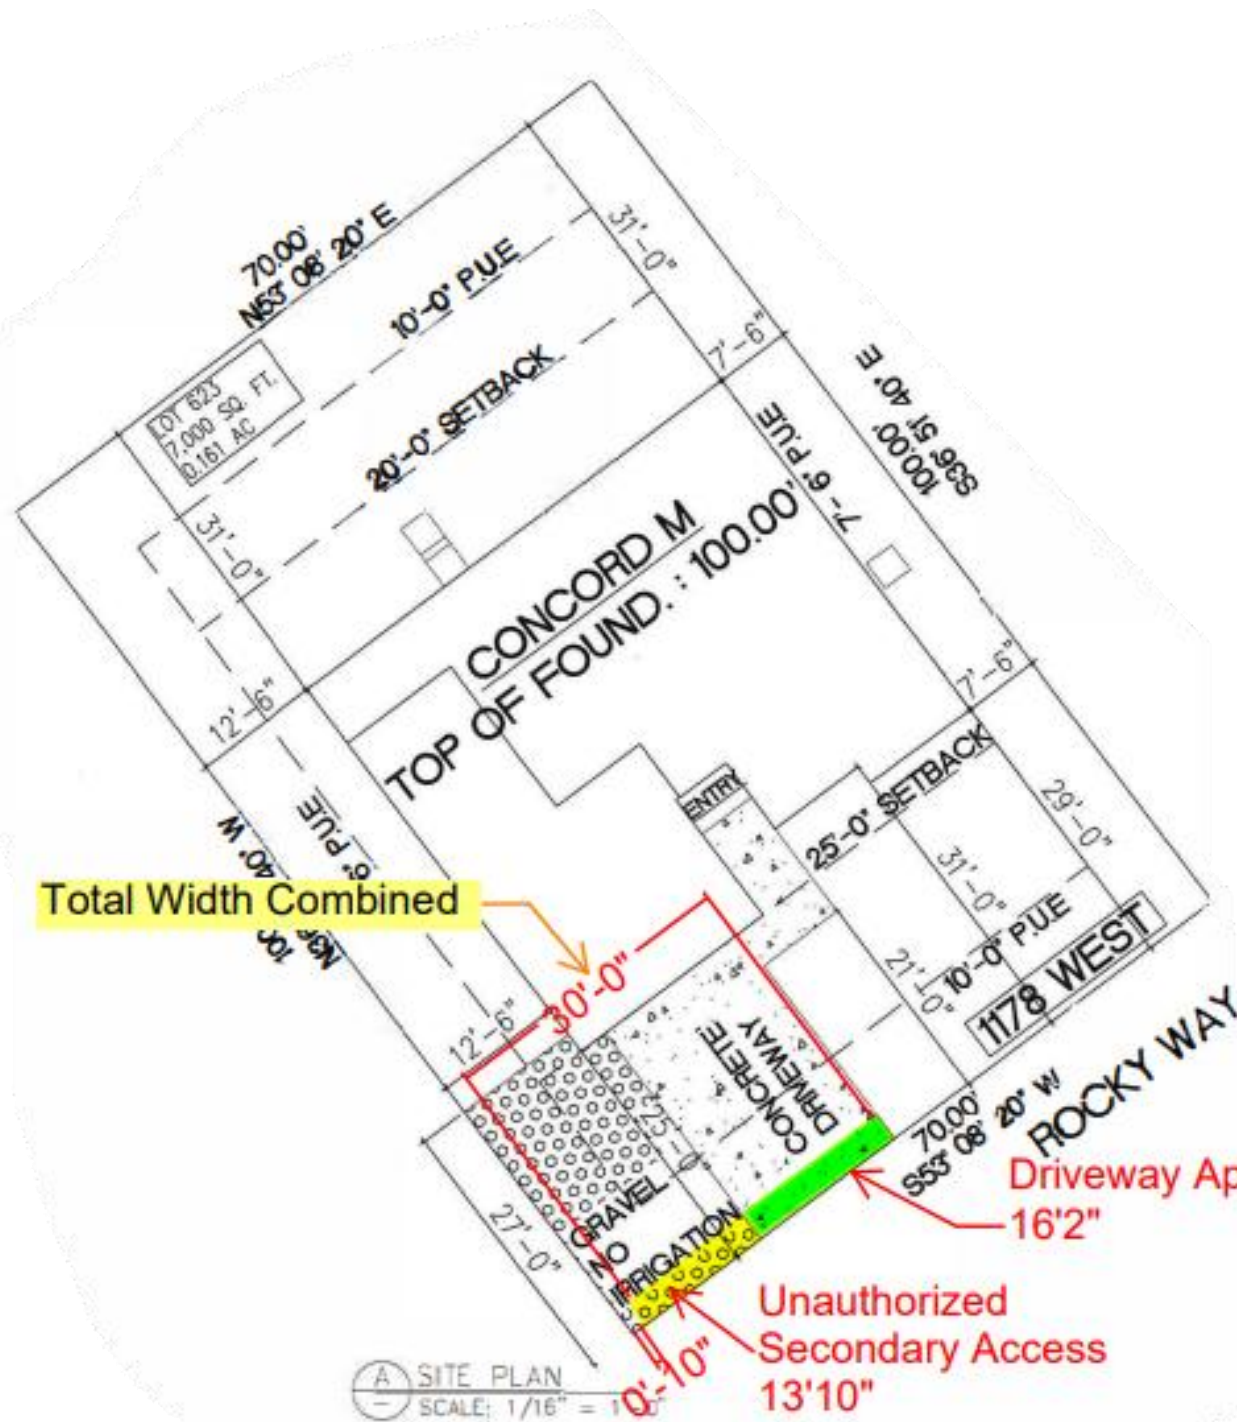 70.00'
N53° 08' 20" E
31'-0"
10'-0" P.U.E
7'-6"
S36° 51' 40" E
100.00'
LOT 623
7,000 SQ. FT.
0.161 AC
20'-0" SETBACK
7'-6" P.U.E
31'-0"
CONCORD M
TOP OF FOUND. : 100.00'
12'-6"
7'-6"
ENTRY
25'-0" SETBACK
29'-0"
40" W
6" P.U.E
Total Width Combined
31'-0"
10'-0" P.U.E
21'-0"
1178 WEST
30'-0"
12'-6"
CONCRETE
DRIVEWAY
25'-0"
70.00'
S53° 08' 20" W
ROCKY WAY
Driveway Ap
16'2"
27'-0"
GRAVEL
NO
IRRIGATION
Unauthorized
Secondary Access
13'10"
0'-10"
A SITE PLAN
SCALE: 1/16" =